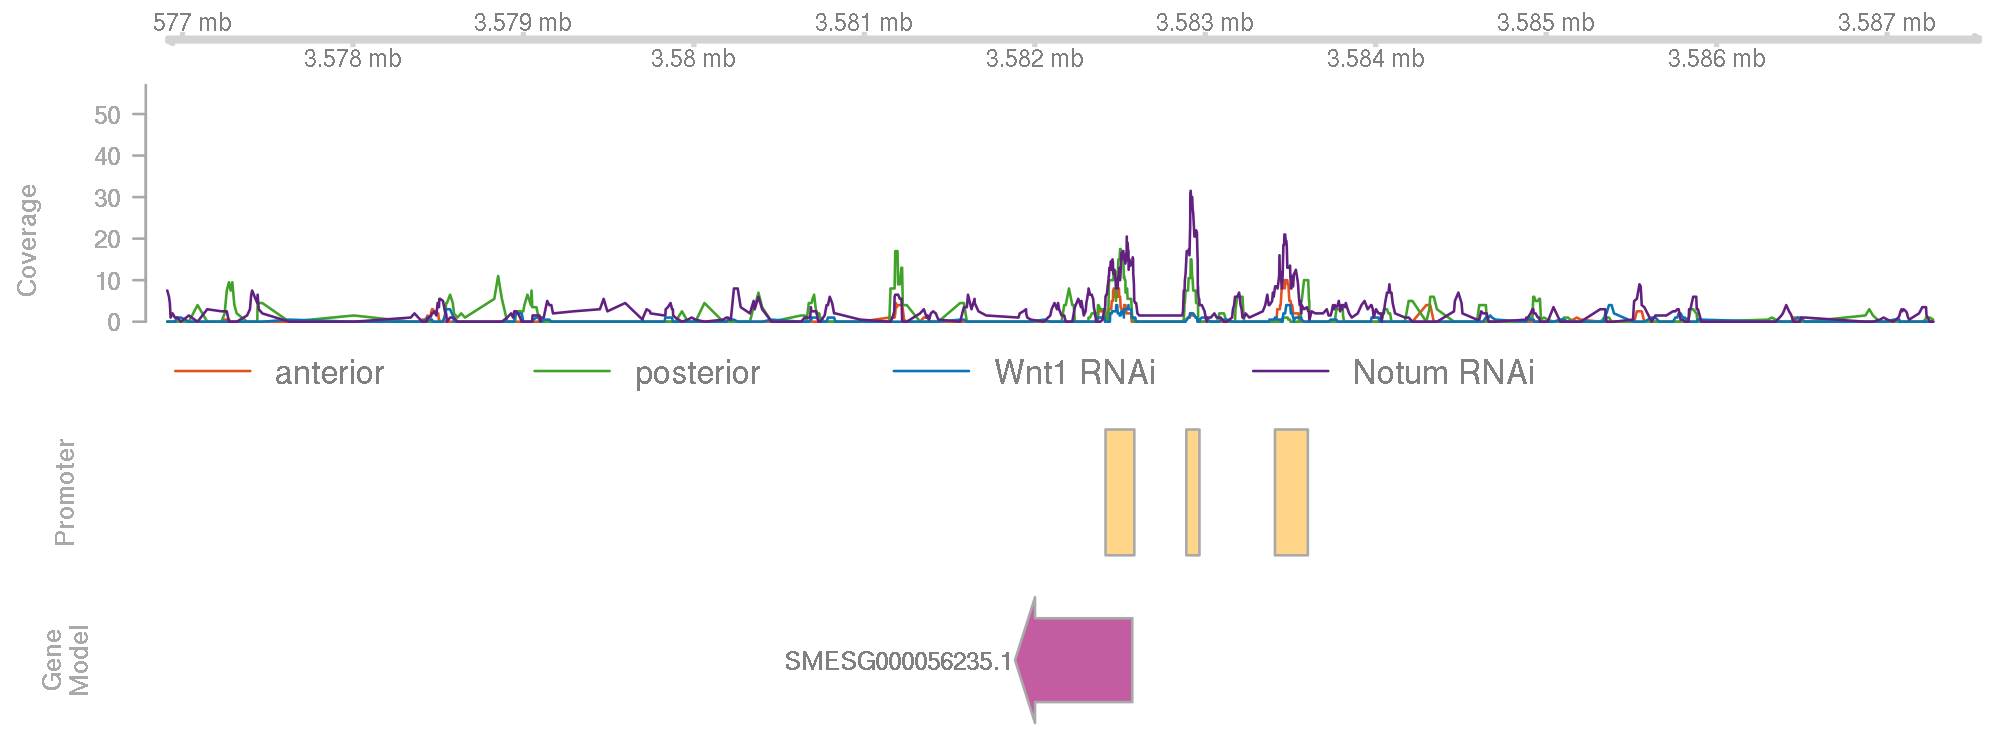 577 mb 3.579 mb 3.581 mb 3.583 mb 3.585 mb 3.587 mb
3.578 mb 3.58 mb 3.582 mb 3.584 mb 3.586 mb
Coverage
50
40
30
20
10
0
anterior posterior Wnt1 RNAi Notum RNAi
Promoter
Gene
Model
SMESG000056235.1